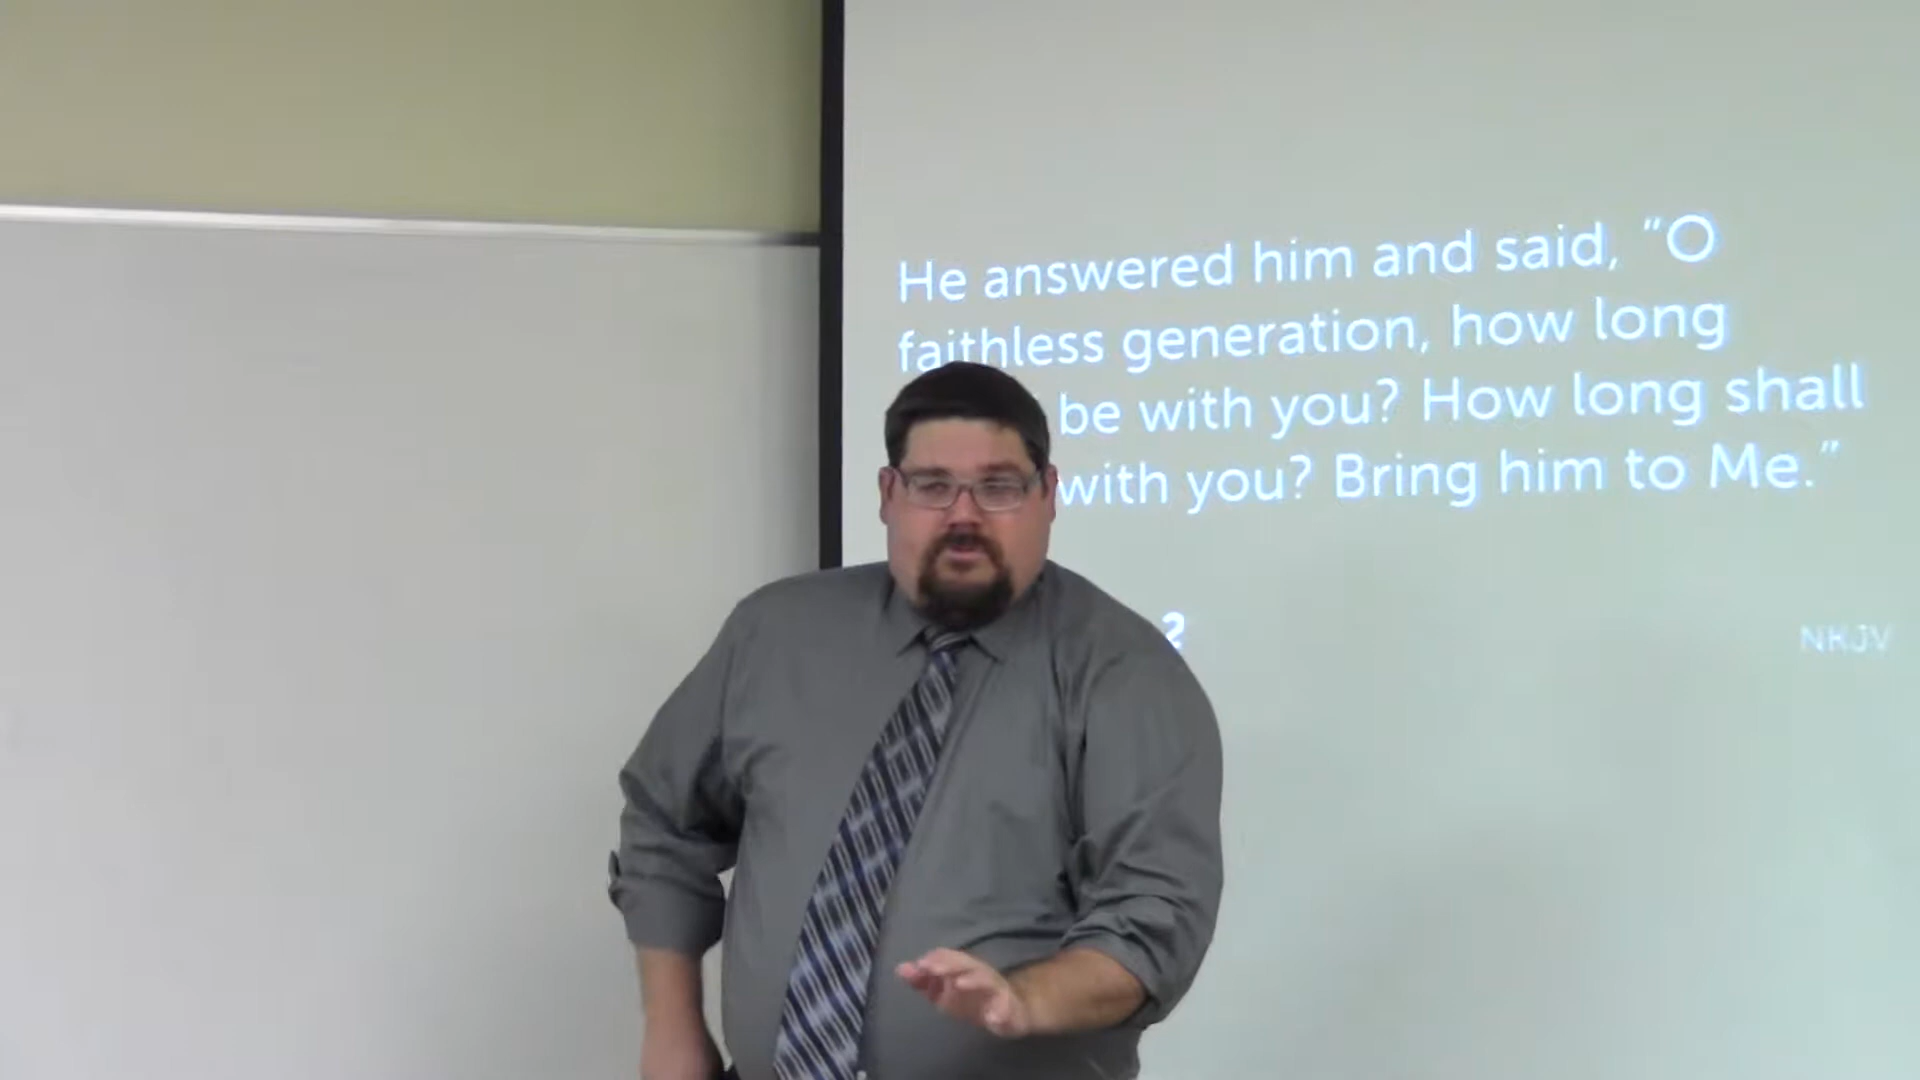 He answered him and said, “O
faithless generation, how long
be with you? How long shall
with you? Bring him to Me.”
?
NKJV